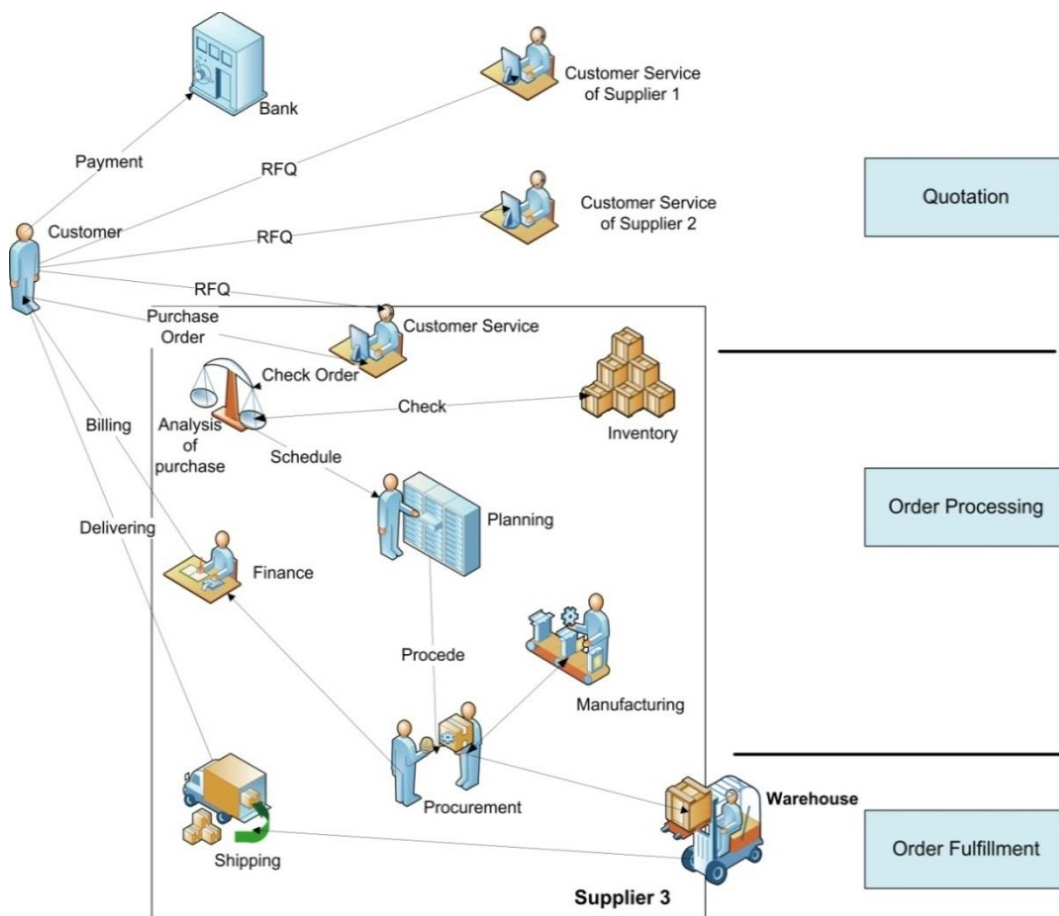 Bank
Customer Service
of Supplier 1
Payment
RFQ
Customer
RFQ
Customer Service
of Supplier 2
Quotation
RFQ
Purchase
Order
Customer Service
Check Order
Check
Billing
Analysis
of
purchase
Inventory
Schedule
Delivering
Planning
Order Processing
Finance
Procede
Manufacturing
Procurement
Warehouse
Shipping
Order Fulfillment
Supplier 3